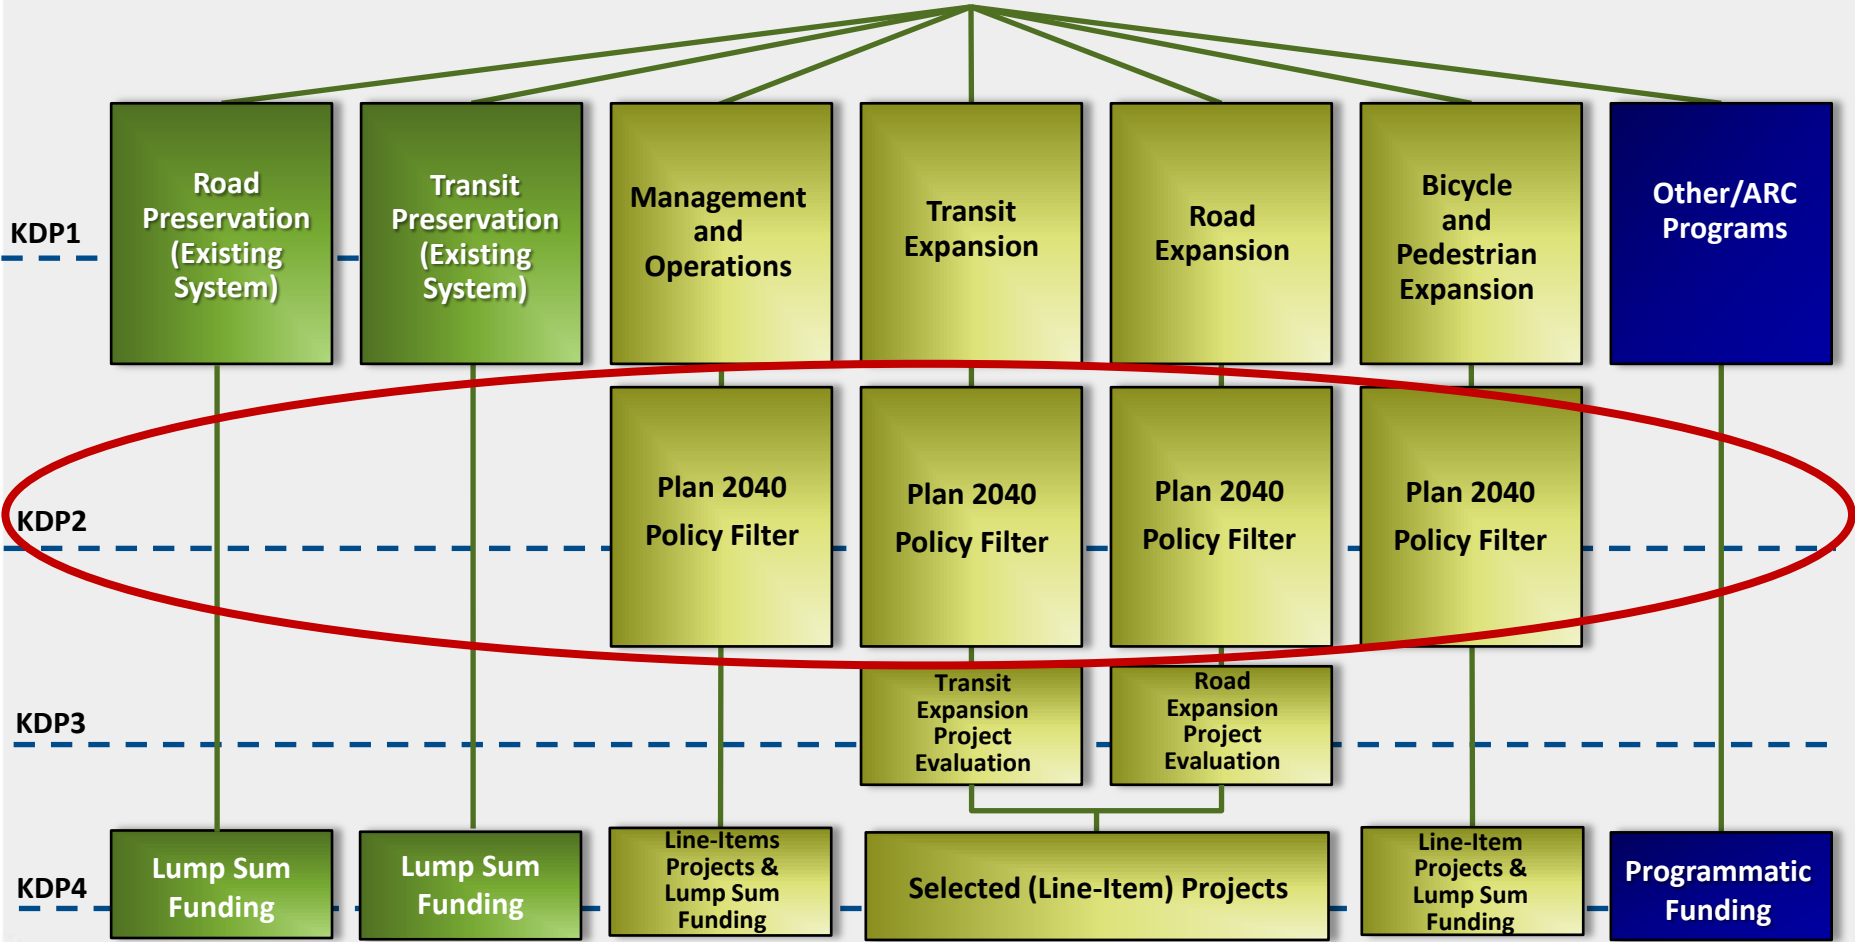 KDP1
Road
Preservation
(Existing
System)
Transit
Preservation
(Existing
System)
Management
and
Operations
Transit
Expansion
Road
Expansion
Bicycle
and
Pedestrian
Expansion
Other/ARC
Programs
KDP2
Plan 2040
Policy Filter
Plan 2040
Policy Filter
Plan 2040
Policy Filter
Plan 2040
Policy Filter
KDP3
Transit
Expansion
Project
Evaluation
Road
Expansion
Project
Evaluation
KDP4
Lump Sum
Funding
Lump Sum
Funding
Line-Items
Projects &
Lump Sum
Funding
Selected (Line-Item) Projects
Line-Item
Projects &
Lump Sum
Funding
Programmatic
Funding